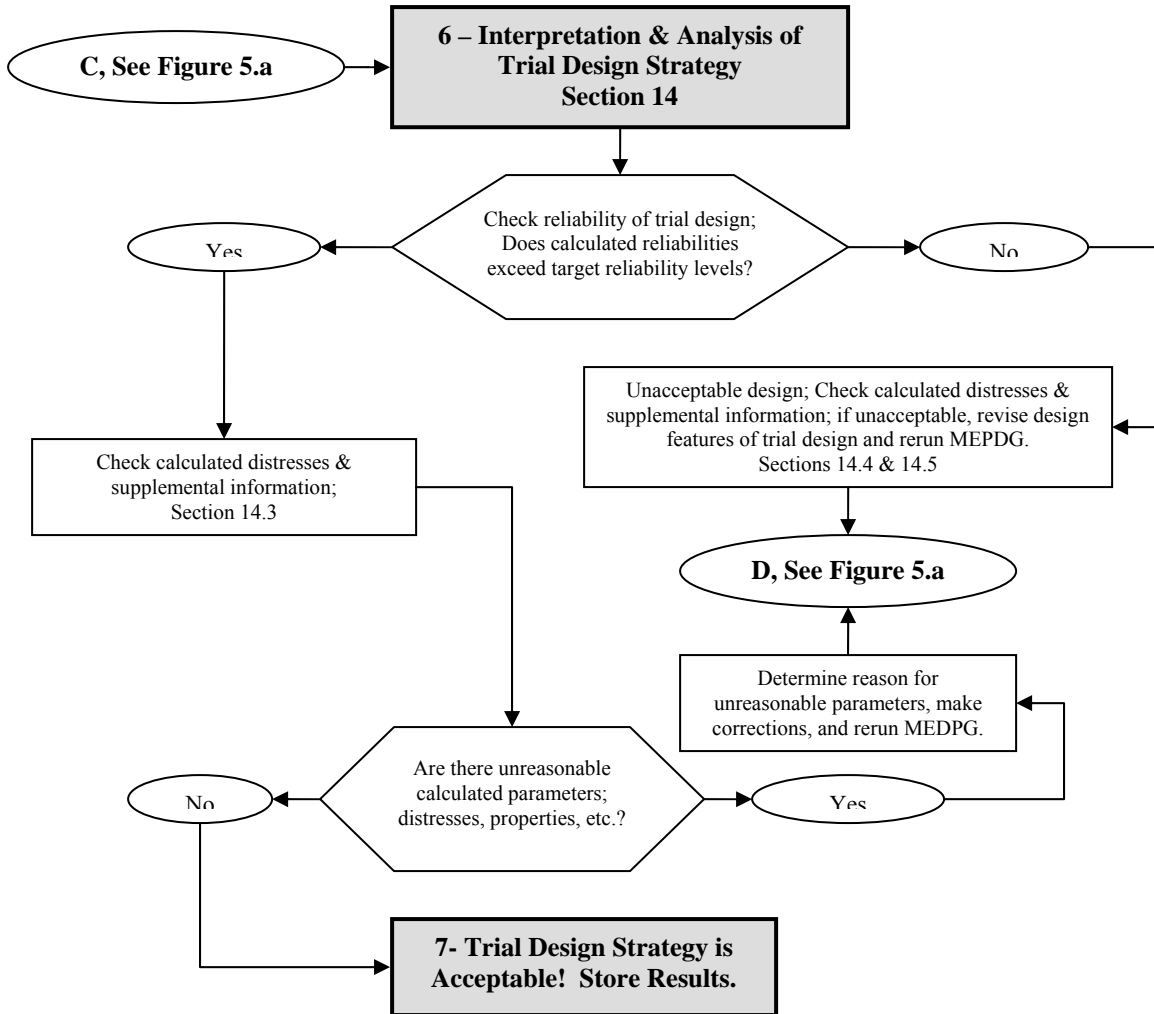 C, See Figure 5.a
6 – Interpretation & Analysis of
Trial Design Strategy
Section 14
Check reliability of trial design;
Does calculated reliabilities
exceed target reliability levels?
Yes
No
Unacceptable design; Check calculated distresses &
supplemental information; if unacceptable, revise design
features of trial design and rerun MEPDG.
Sections 14.4 & 14.5
Check calculated distresses &
supplemental information;
Section 14.3
D, See Figure 5.a
Determine reason for
unreasonable parameters, make
corrections, and rerun MEDPG.
Are there unreasonable
calculated parameters;
distresses, properties, etc.?
No
Yes
7- Trial Design Strategy is
Acceptable!  Store Results.